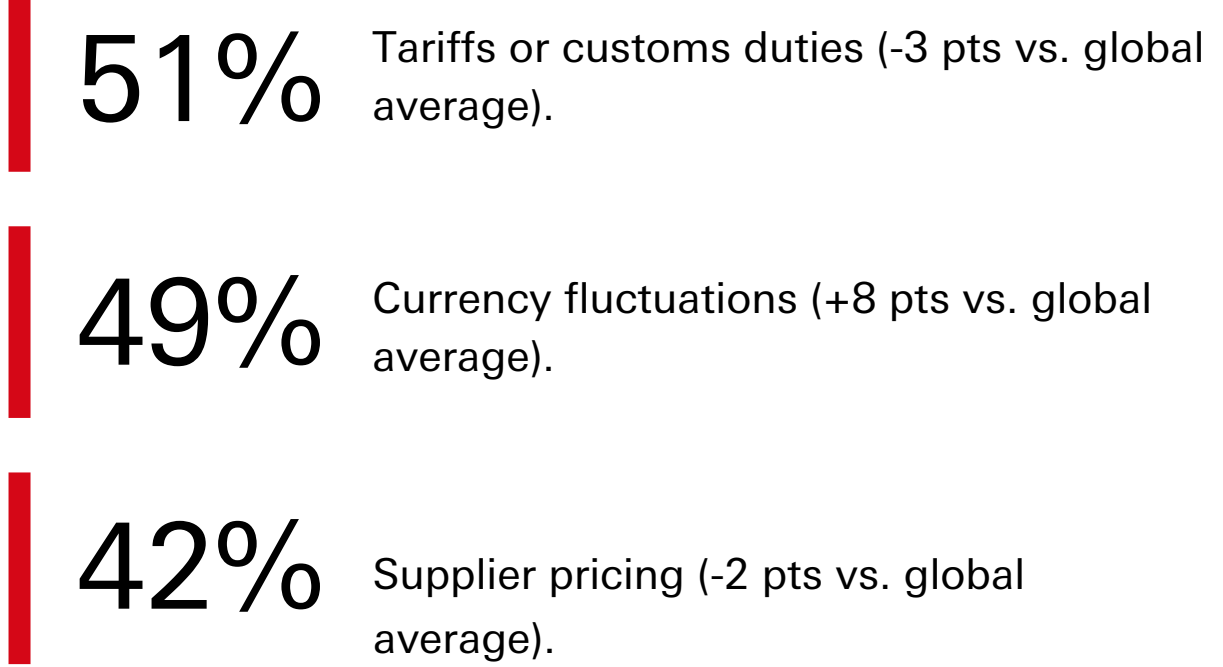 51%
Tariffs or customs duties (-3 pts vs. global
average).
49%
Currency fluctuations (+8 pts vs. global
average).
42%
Supplier pricing (-2 pts vs. global
average).